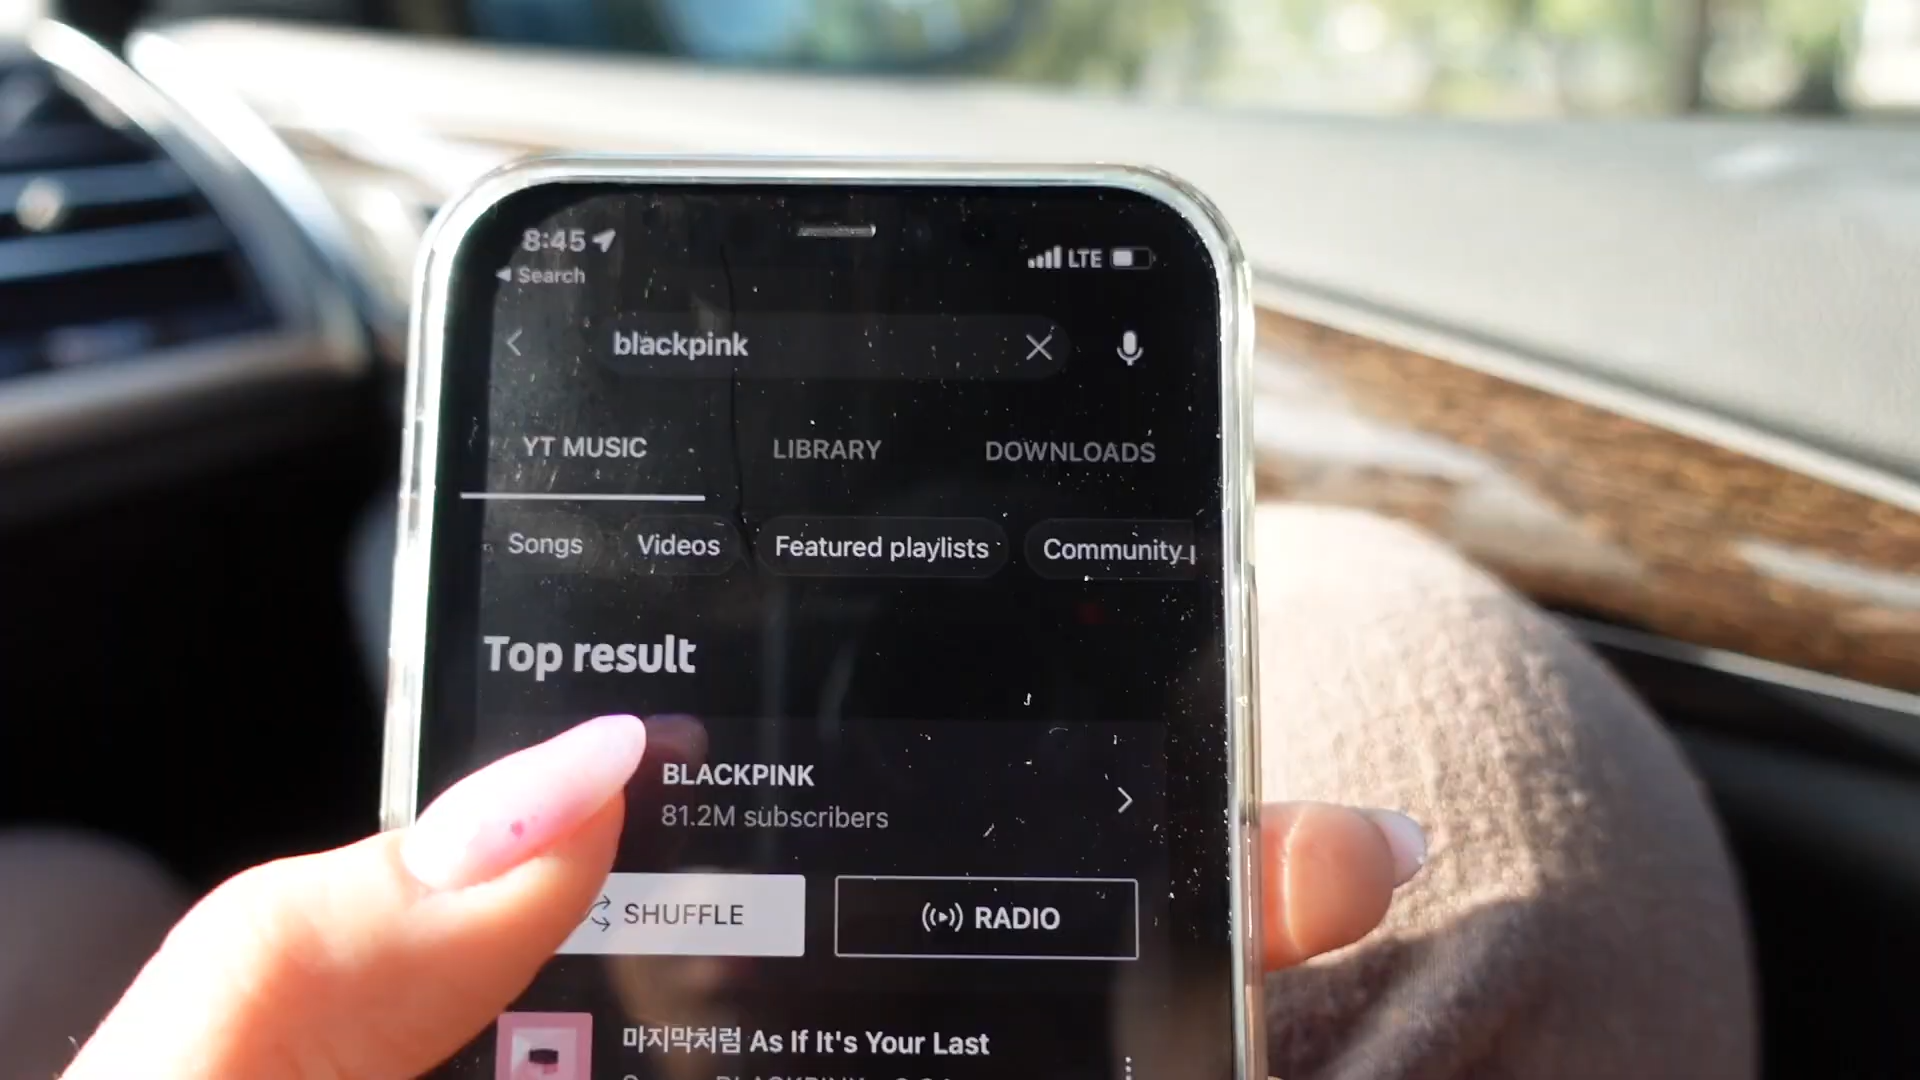 8:45
LTE
Search
blackpink
YT MUSIC LIBRARY DOWNLOADS
Songs Videos Featured playlists Community
Top result
BLACKPINK
81.2M subscribers
SHUFFLE RADIO
마지막처럼 As If It's Your Last